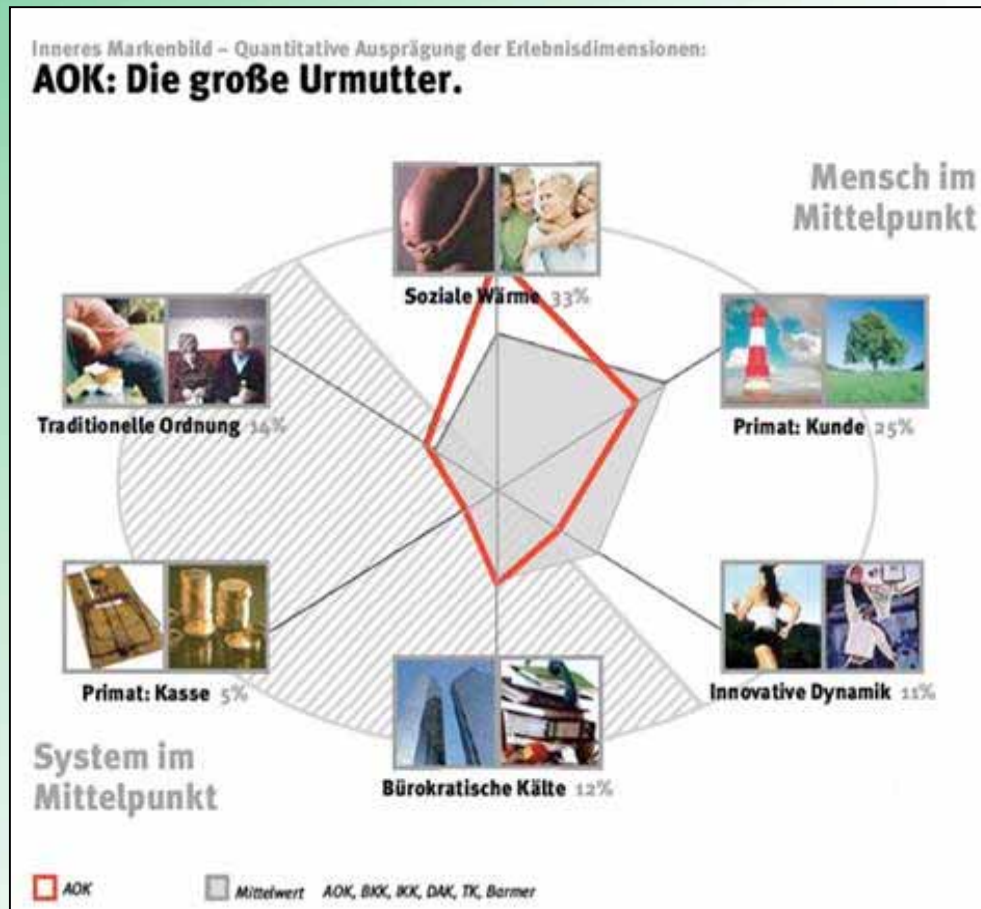 Inneres Markenbild – Quantitative Ausprägung der Erlebnisdimensionen:
AOK: Die große Urmutter.
Mensch im
Mittelpunkt
Soziale Wärme 33%
Traditionelle Ordnung 14%
Primat: Kunde 25%
Primat: Kasse 5%
Innovative Dynamik 11%
Bürokratische Kälte 12%
System im
Mittelpunkt
AOK
Mittelwert AOK, BKK, IKK, DAK, TK, Barmer